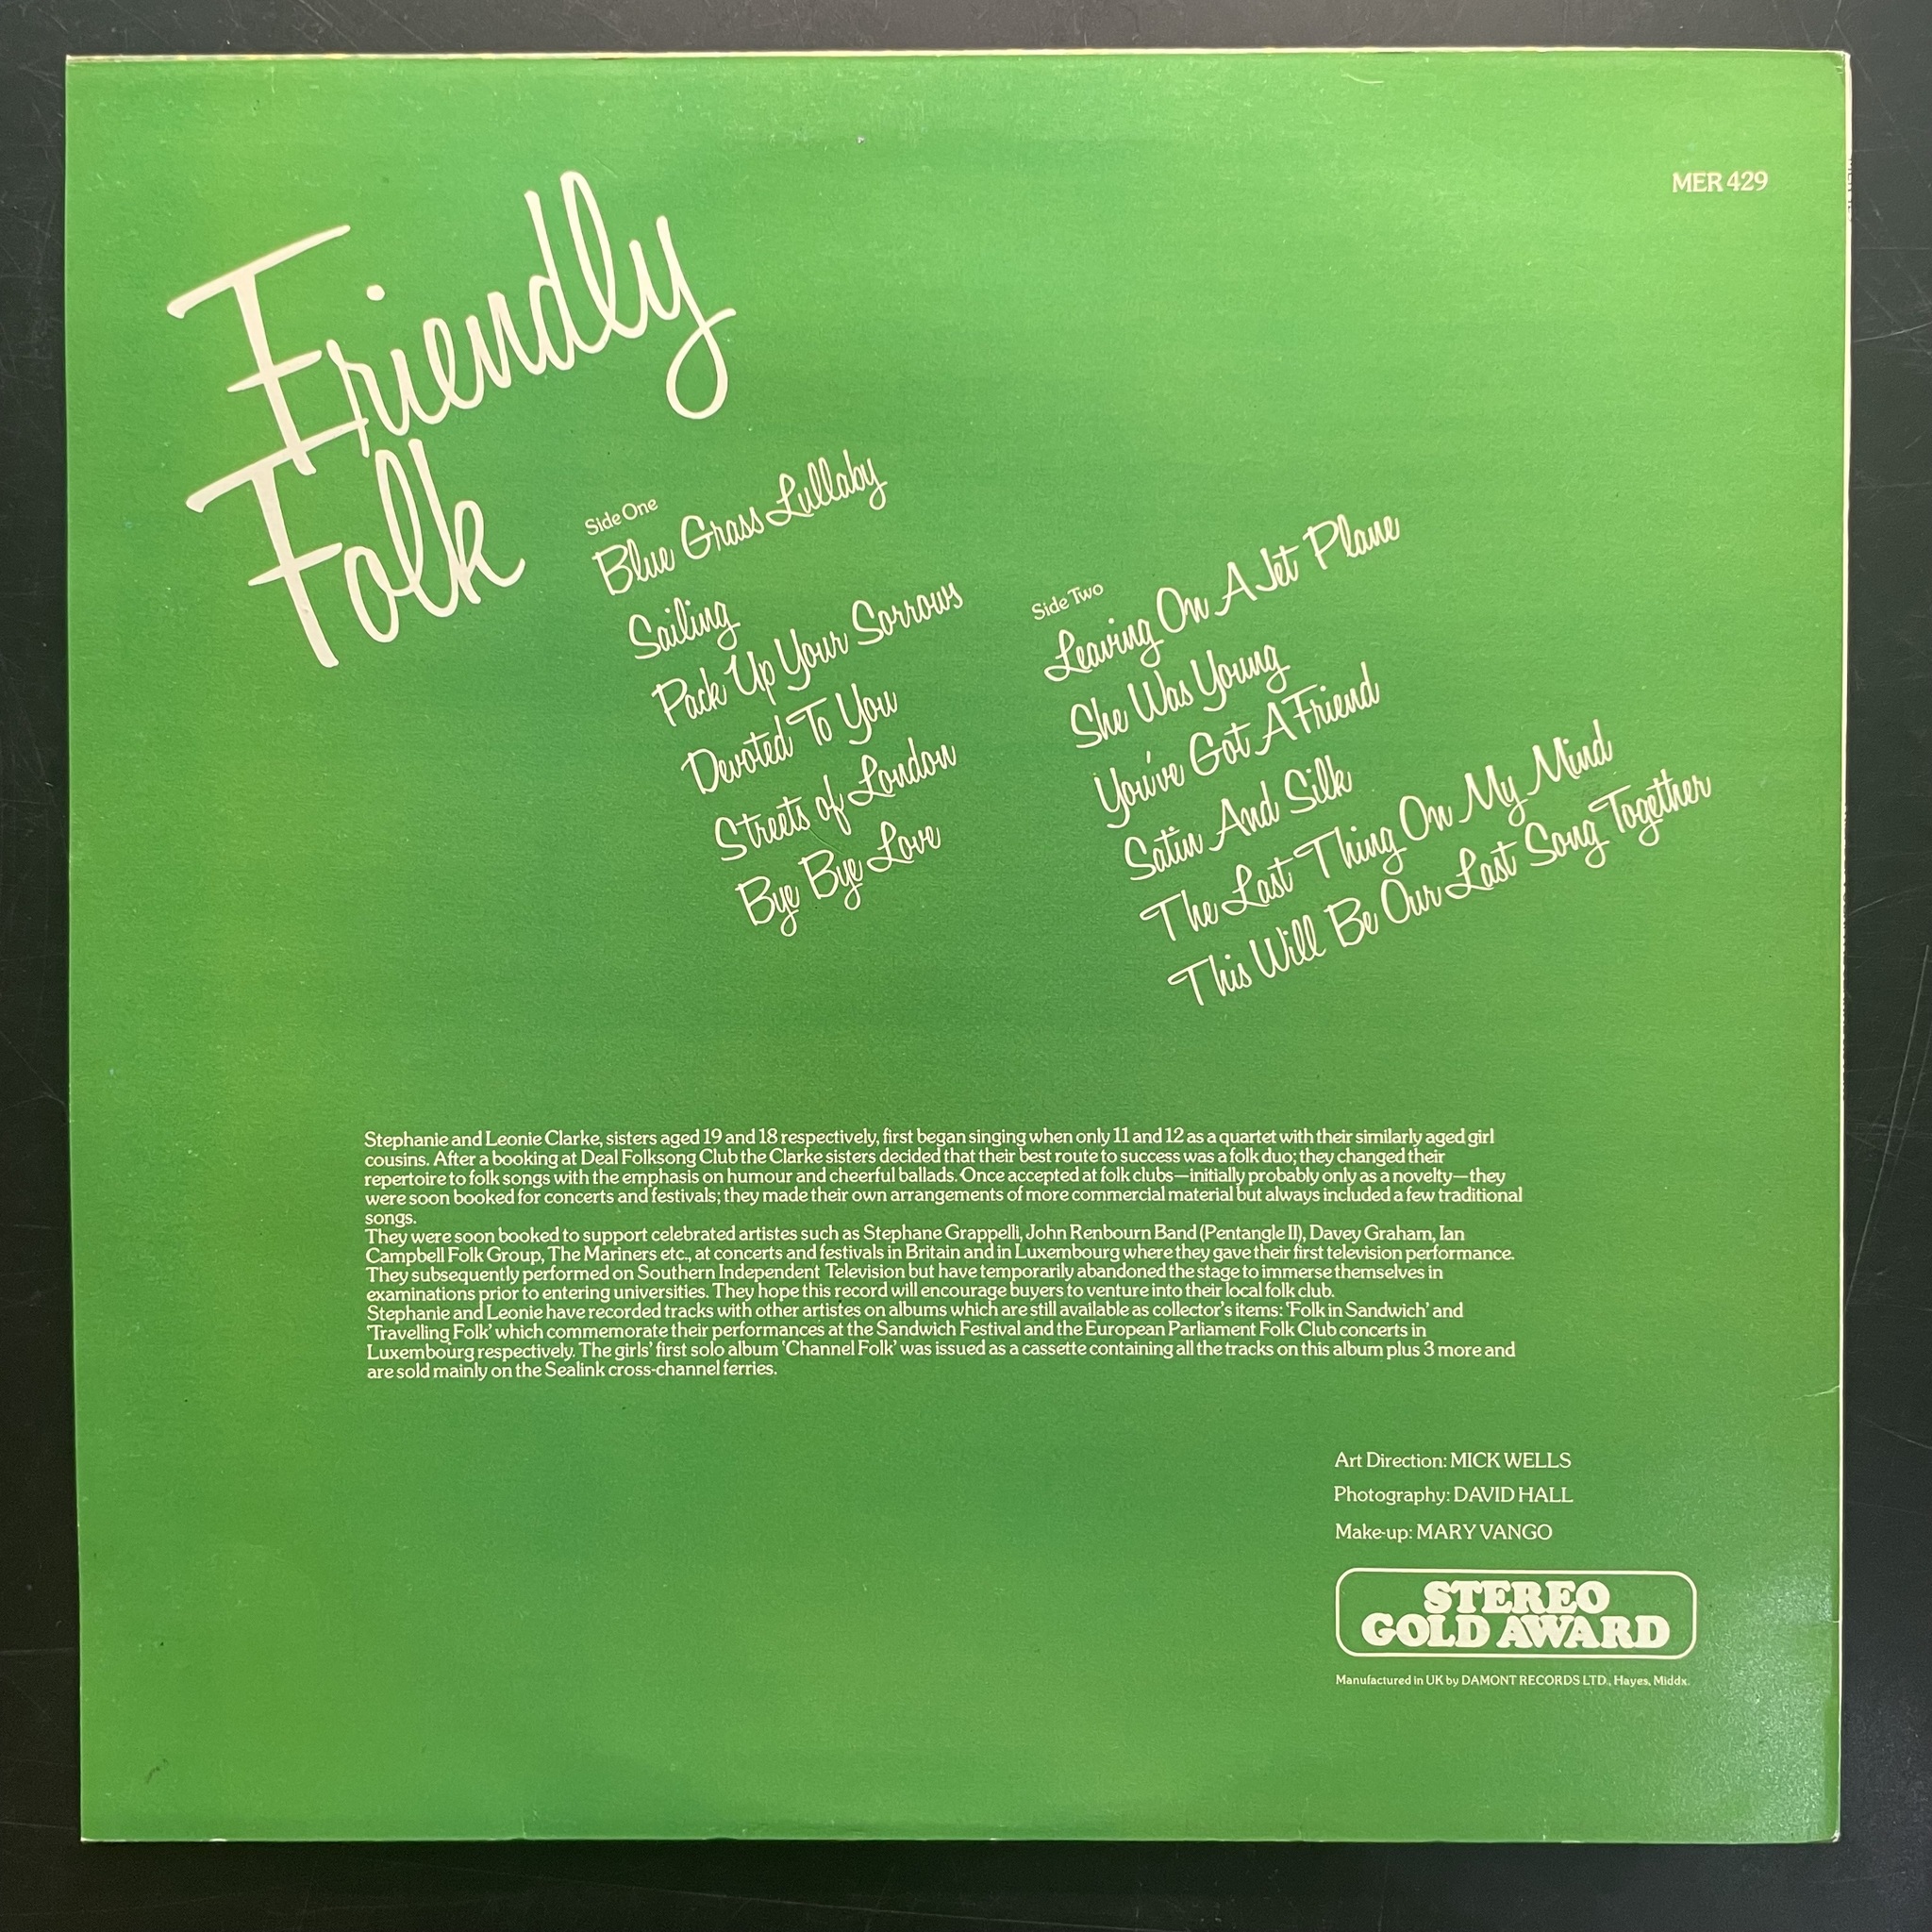 MER 429
Friendly
Folk
Side One
Blue Grass Lullaby
Sailing
Pack Up Your Sorrows
Devoted To You
Streets of London
Bye Bye Love
Side Two
Leaving On A Jet Plane
She Was Young
You've Got A Friend
Satin And Silk
The Last Thing On My Mind
This Will Be Our Last Song Together
Stephanie and Leonie Clarke, sisters aged 19 and 18 respectively, first began singing when only 11 and 12 as a quartet with their similarly aged girl
cousins. After a booking at Deal Folksong Club the Clarke sisters decided that their best route to success was a folk duo; they changed their
repertoire to folk songs with the emphasis on humour and cheerful ballads. Once accepted at folk clubs—initially probably only as a novelty—they
were soon booked for concerts and festivals; they made their own arrangements of more commercial material but always included a few traditional
songs.
They were soon booked to support celebrated artistes such as Stephane Grappelli, John Renbourn Band (Pentangle II), Davey Graham, Ian
Campbell Folk Group, The Mariners etc., at concerts and festivals in Britain and in Luxembourg where they gave their first television performance.
They subsequently performed on Southern Independent Television but have temporarily abandoned the stage to immerse themselves in
examinations prior to entering universities. They hope this record will encourage buyers to venture into their local folk club.
Stephanie and Leonie have recorded tracks with other artistes on albums which are still available as collector's items: 'Folk in Sandwich' and
'Travelling Folk' which commemorate their performances at the Sandwich Festival and the European Parliament Folk Club concerts in
Luxembourg respectively. The girls' first solo album 'Channel Folk' was issued as a cassette containing all the tracks on this album plus 3 more and
are sold mainly on the Sealink cross-channel ferries.
Art Direction: MICK WELLS
Photography: DAVID HALL
Make-up: MARY VANGO
STEREO
GOLD AWARD
Manufactured in UK by DAMONT RECORDS LTD., Hayes, Middx.